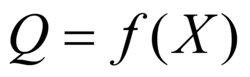 Q = f(X)